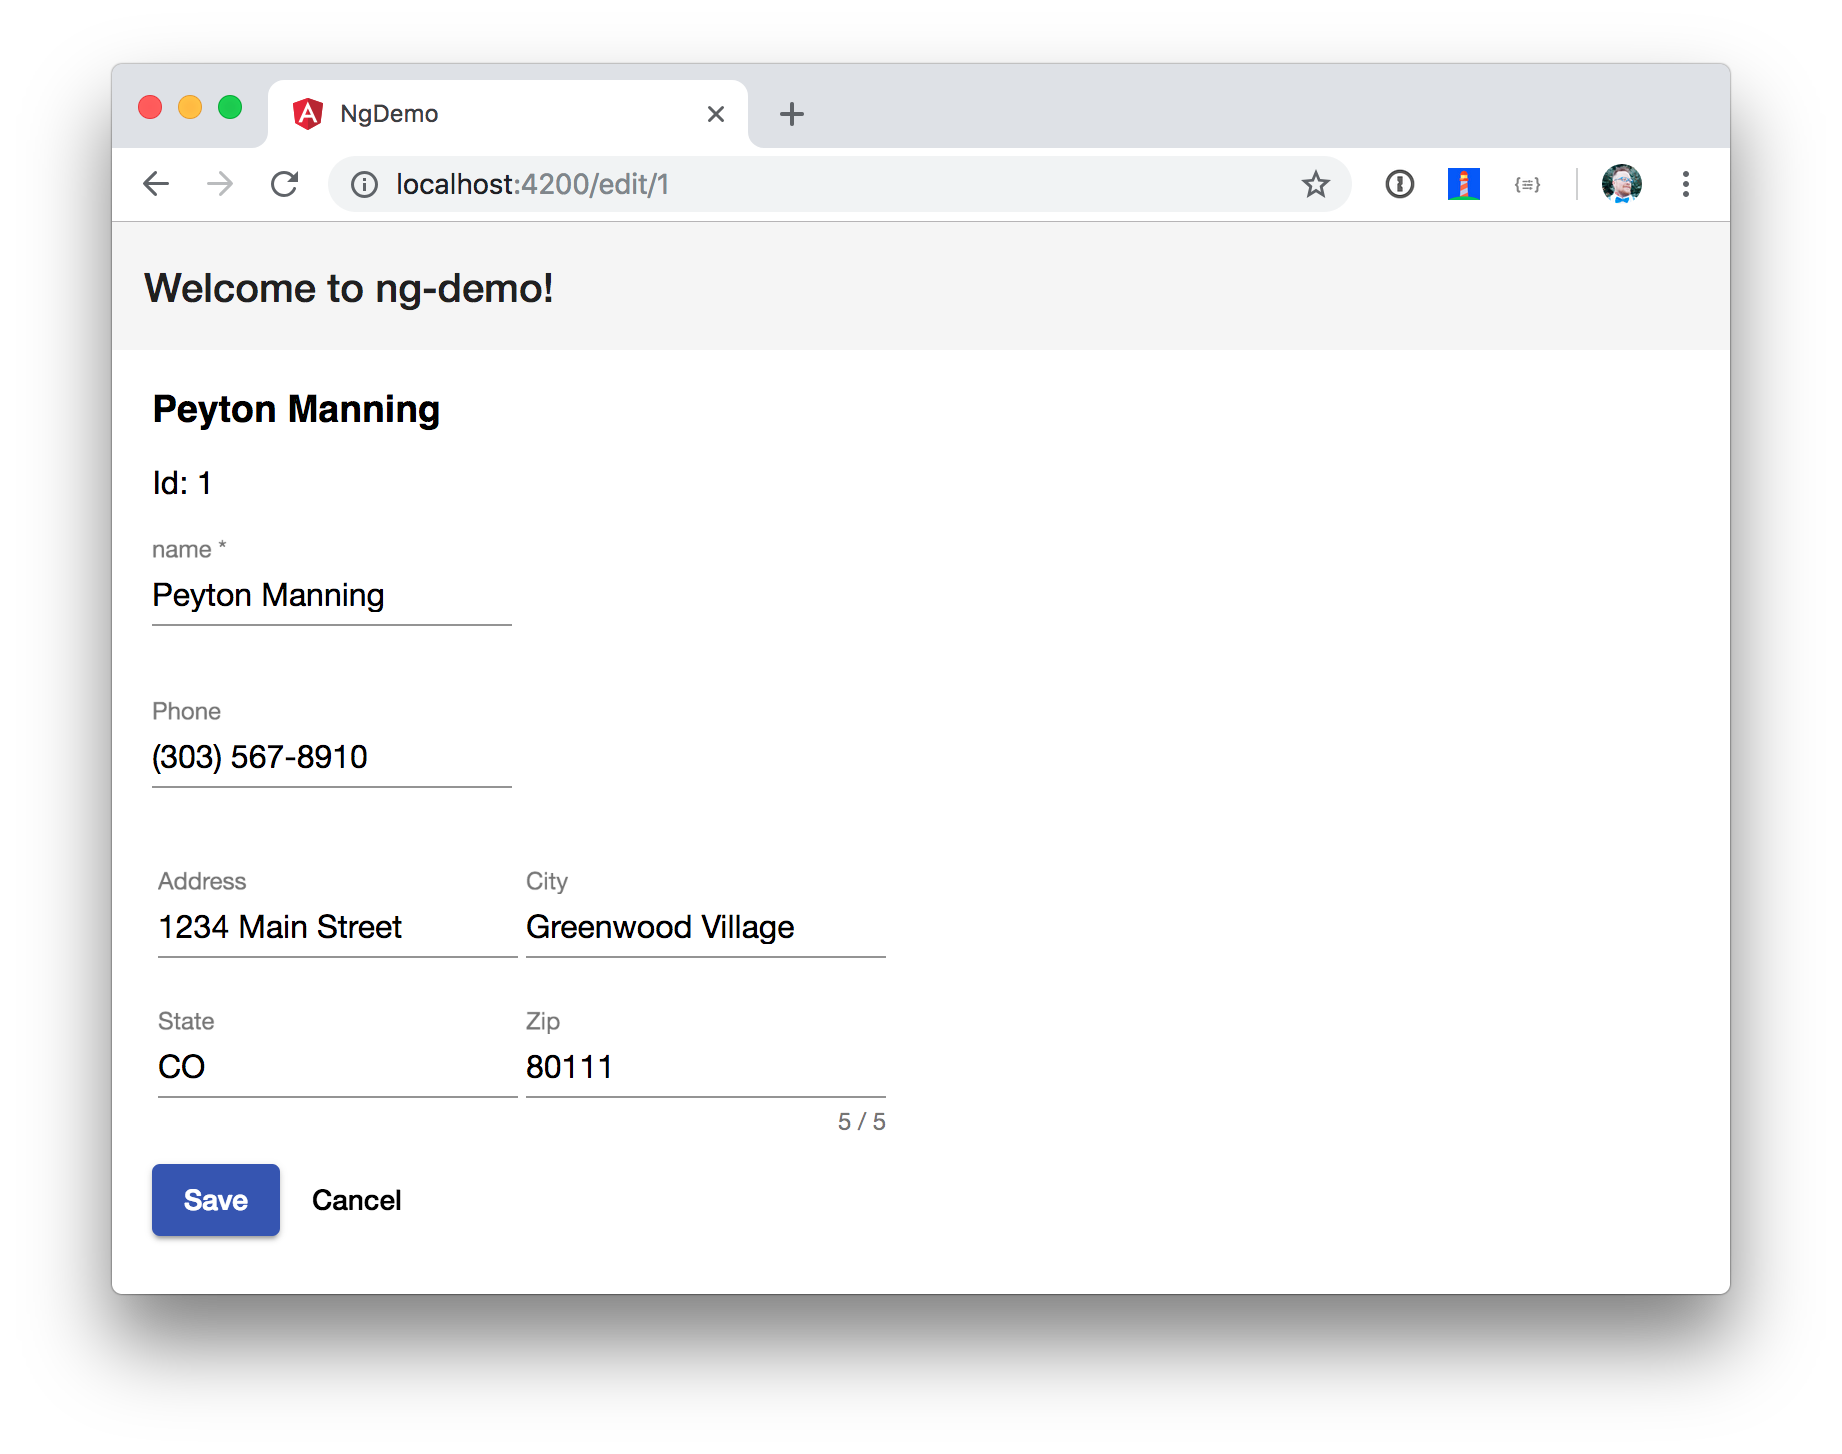 NgDemo
localhost:4200/edit/1
Welcome to ng-demo!
Peyton Manning
Id: 1
name *
Peyton Manning
Phone
(303) 567-8910
Address City
1234 Main Street Greenwood Village
State Zip
CO 80111
5 / 5
Save Cancel